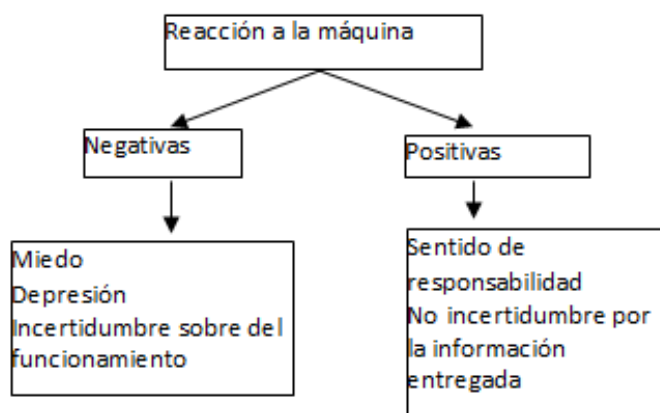 Reacción a la máquina
Negativas
Positivas
Miedo
Depresión
Incertidumbre sobre del
funcionamiento
Sentido de
responsabilidad
No incertidumbre por
la información
entregada